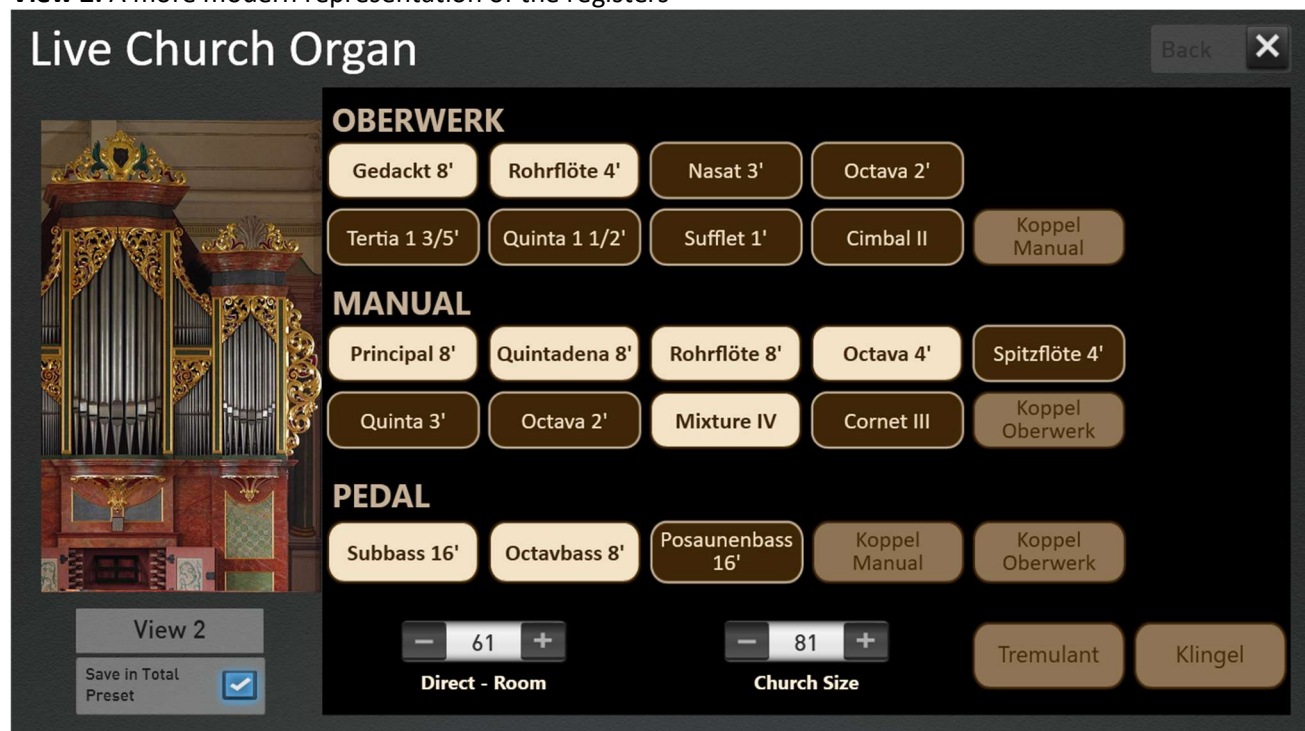 View 2: A more modern representation of the registers
Live Church Organ
Back
OBERWERK
Gedackt 8' Rohrflöte 4' Nasat 3' Octava 2'
Tertia 1 3/5' Quinta 1 1/2' Sufflet 1' Cimbal II Koppel
Manual
MANUAL
Principal 8' Quintadena 8' Rohrflöte 8' Octava 4' Spitzflöte 4'
Quinta 3' Octava 2' Mixture IV Cornet III Koppel
Oberwerk
PEDAL
Subbass 16' Octavbass 8' Posaunenbass
16' Koppel
Manual Koppel
Oberwerk
View 2
Save in Total
Preset
61
Direct - Room
81
Church Size
Tremulant Klingel